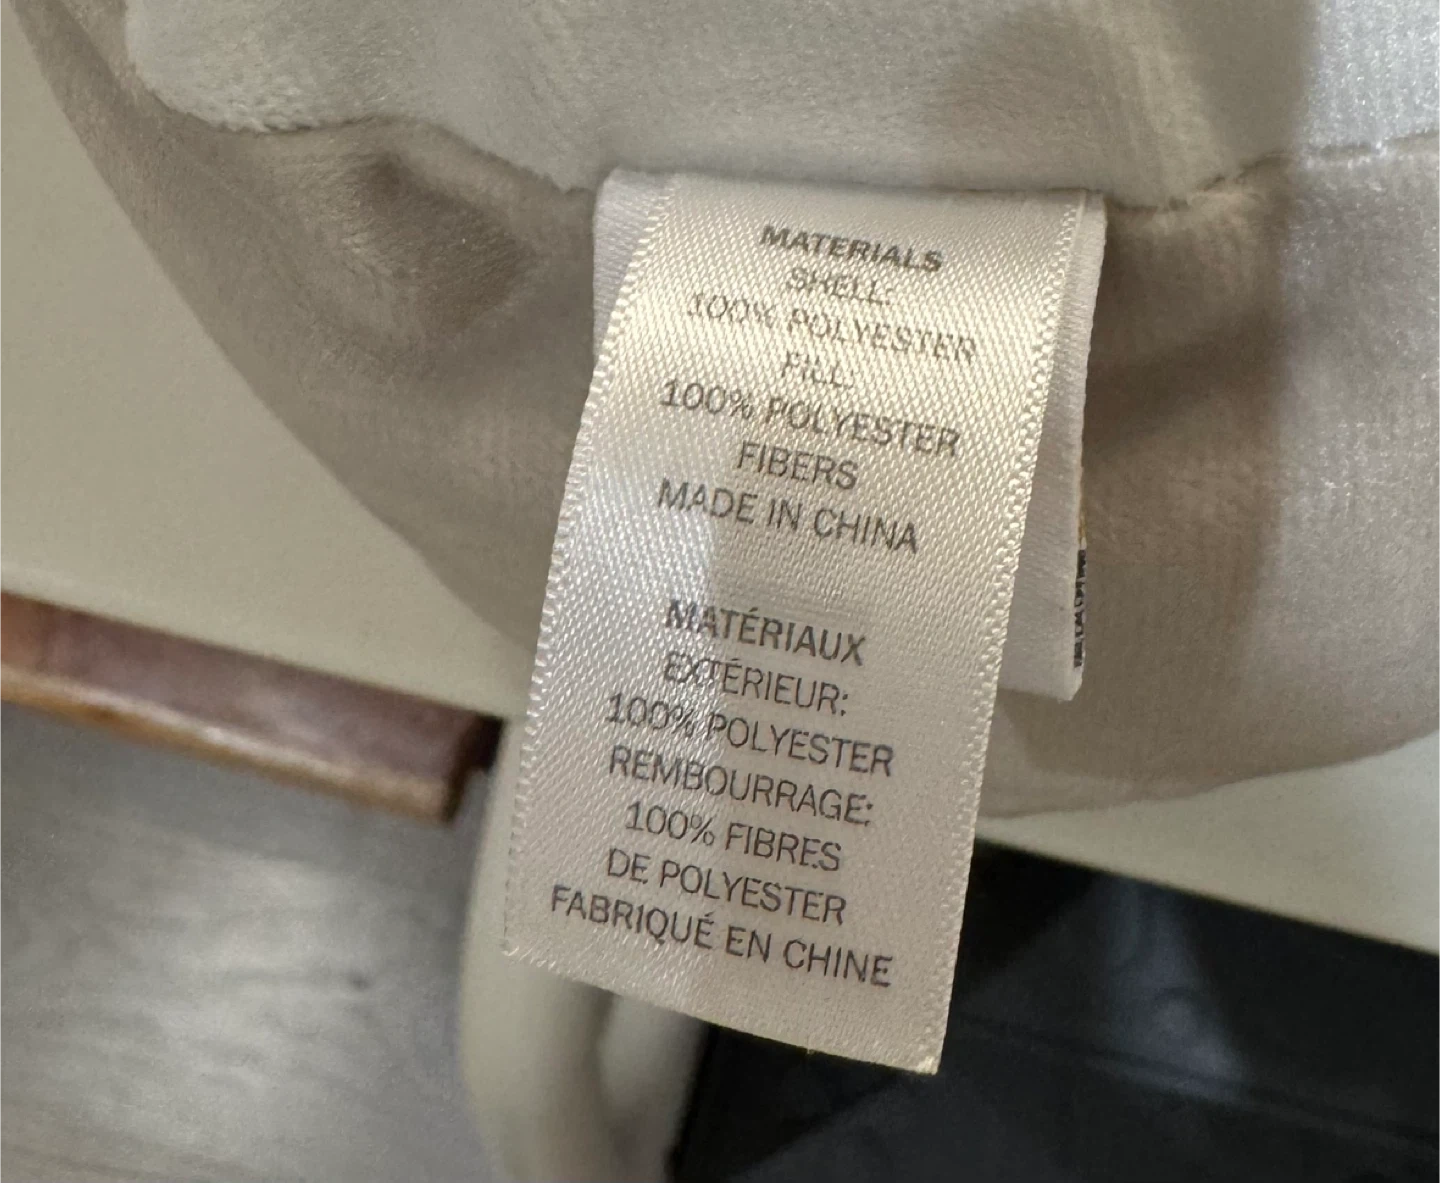 MATERIALS
SHELL:
100% POLYESTER
FILL:
100% POLYESTER
FIBERS
MADE IN CHINA
MATÉRIAUX
EXTÉRIEUR:
100% POLYESTER
REMBOURRAGE:
100% FIBRES
DE POLYESTER
FABRIQUÉ EN CHINE